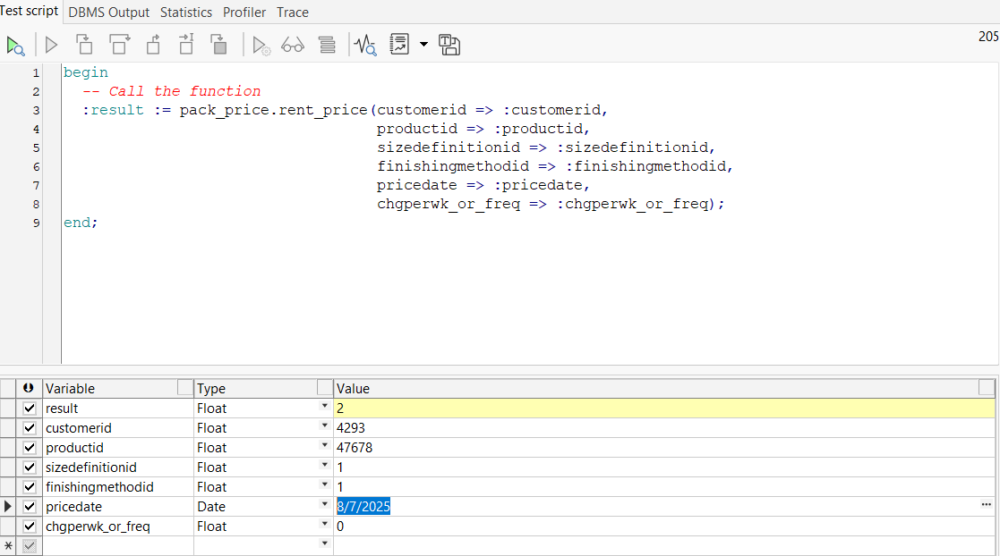 Test script DBMS Output Statistics Profiler Trace
205
1 begin
2 -- Call the function
3 :result := pack_price.rent_price(customerid => :customerid,
4 productid => :productid,
5 sizedefinitionid => :sizedefinitionid,
6 finishingmethodid => :finishingmethodid,
7 pricedate => :pricedate,
8 chgperwk_or_freq => :chgperwk_or_freq);
9 end;
Variable Type Value
result Float 2
customerid Float 4293
productid Float 47678
sizedefinitionid Float 1
finishingmethodid Float 1
pricedate Date 8/7/2025 ...
chgperwk_or_freq Float 0
*